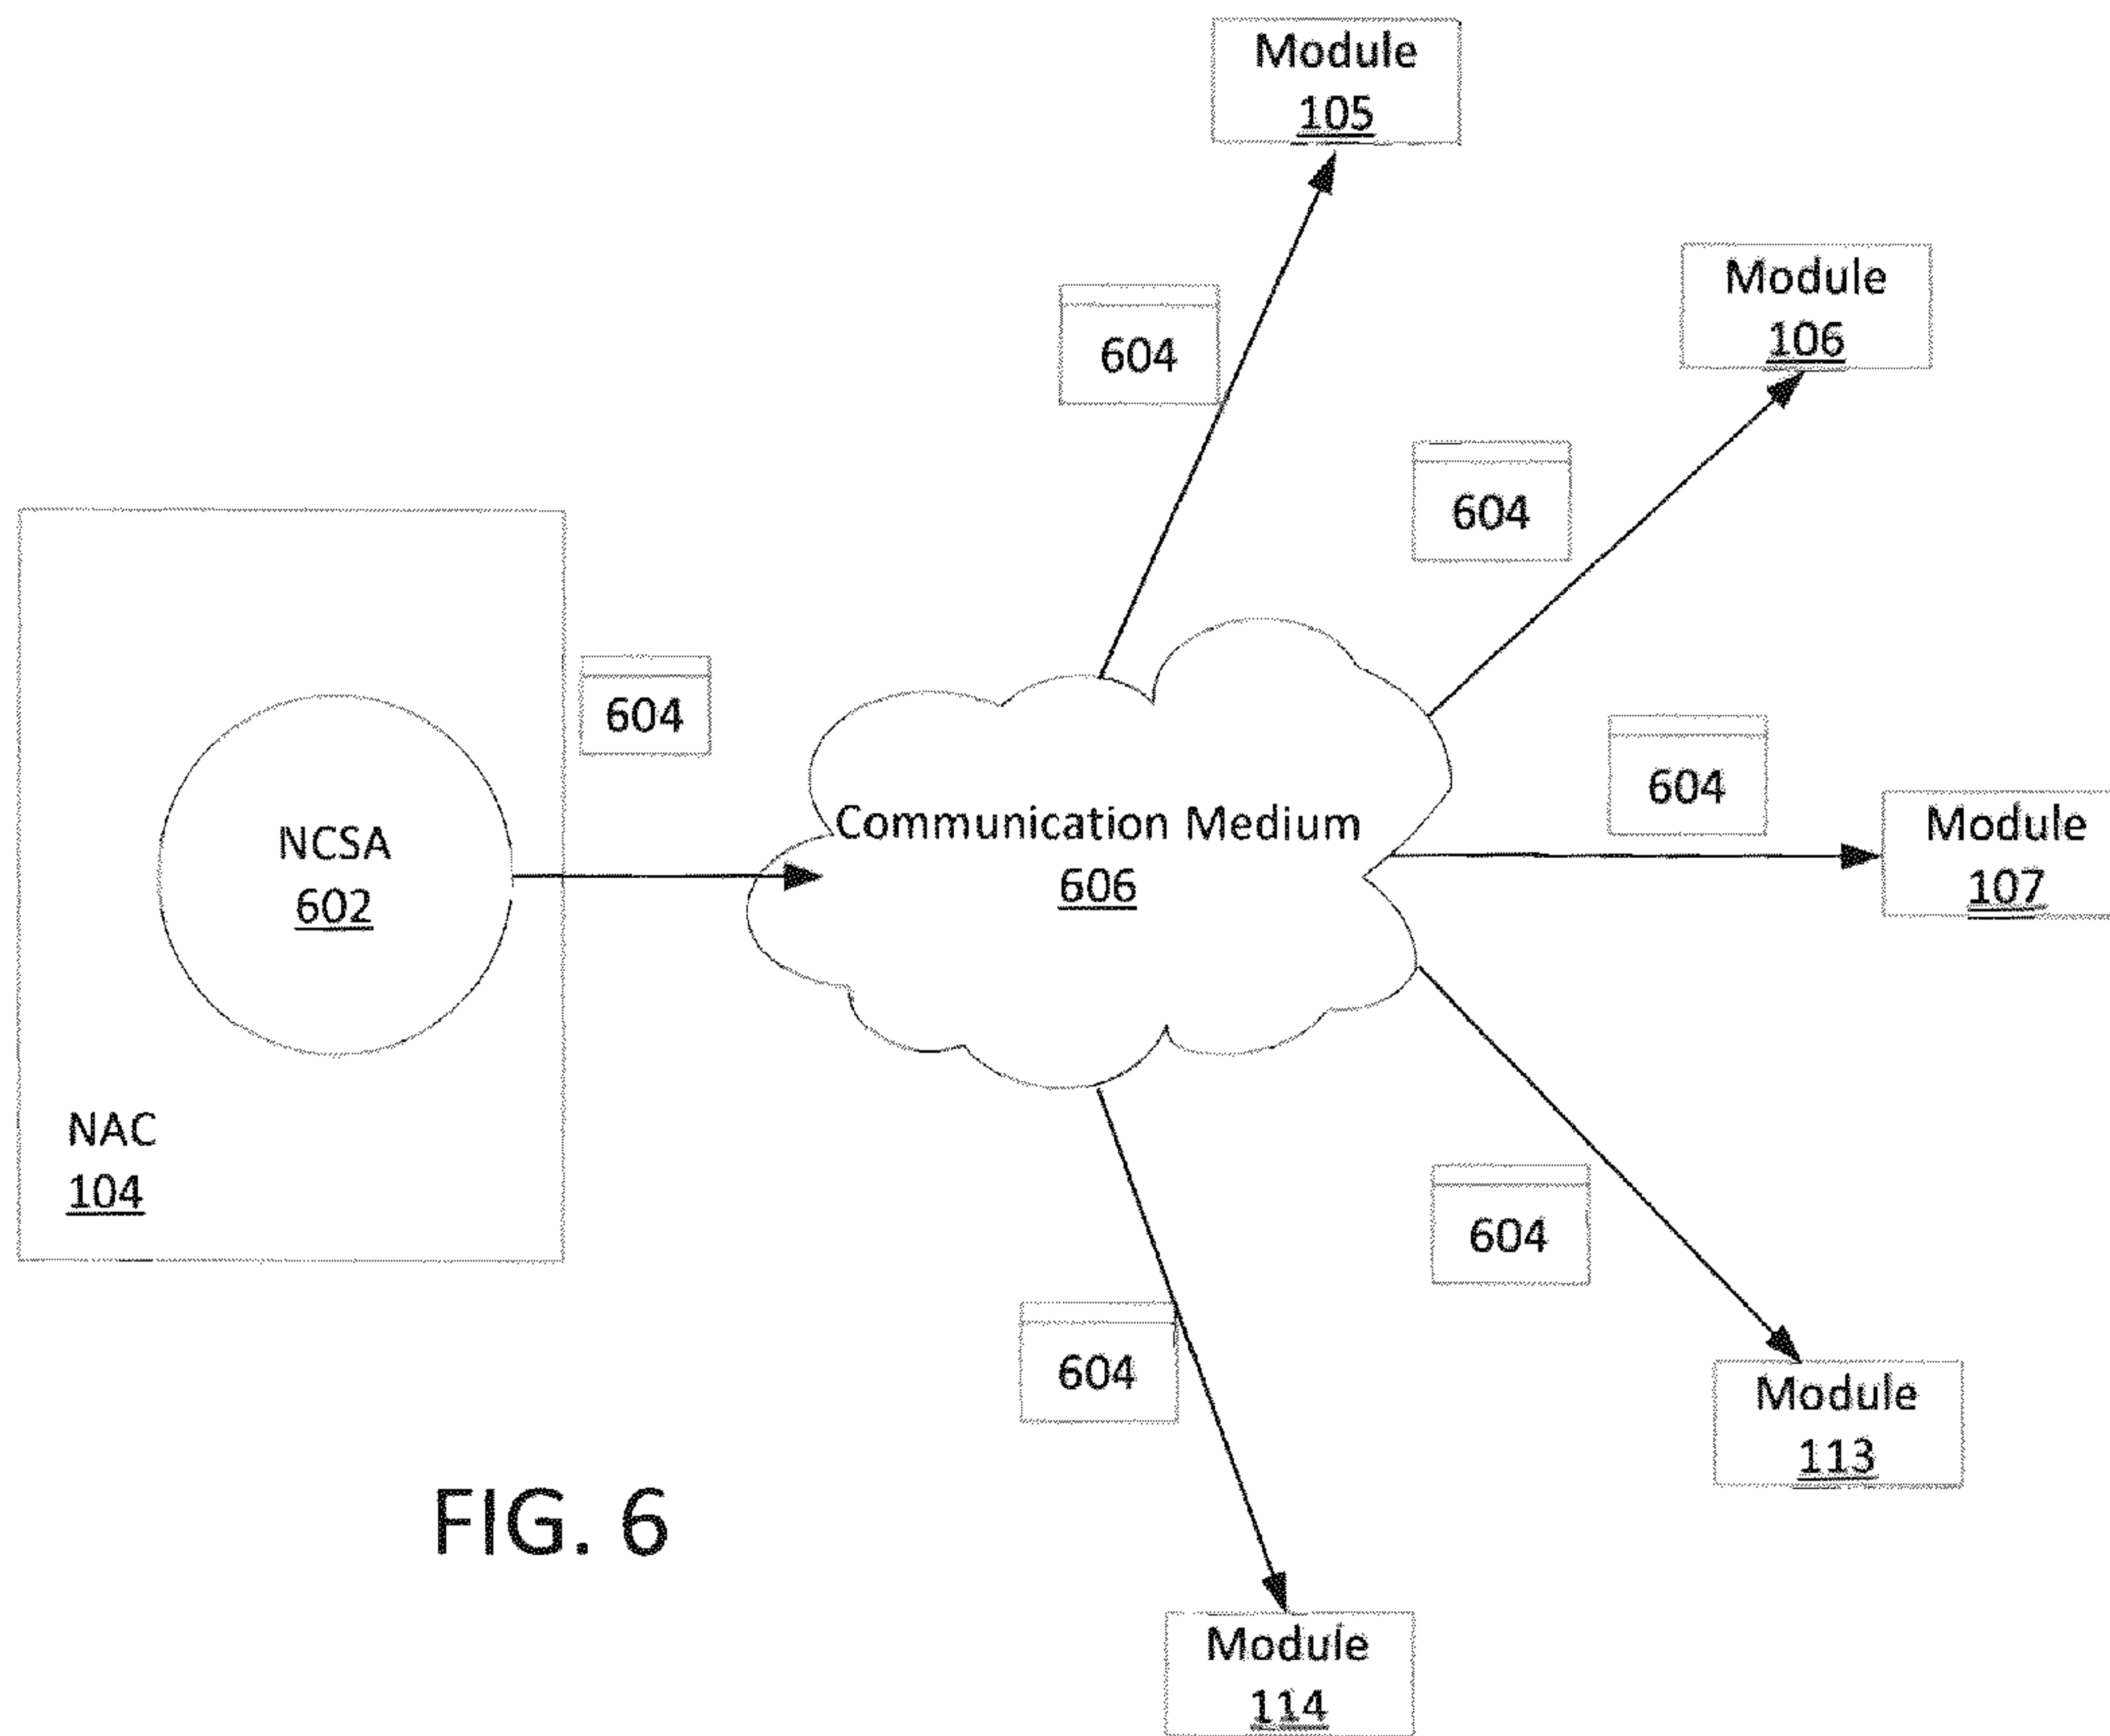 Module
105
Module
106
604
604
604
604
Module
107
NCSA
602
Communication Medium
606
NAC
104
604
604
Module
113
Module
114
FIG. 6